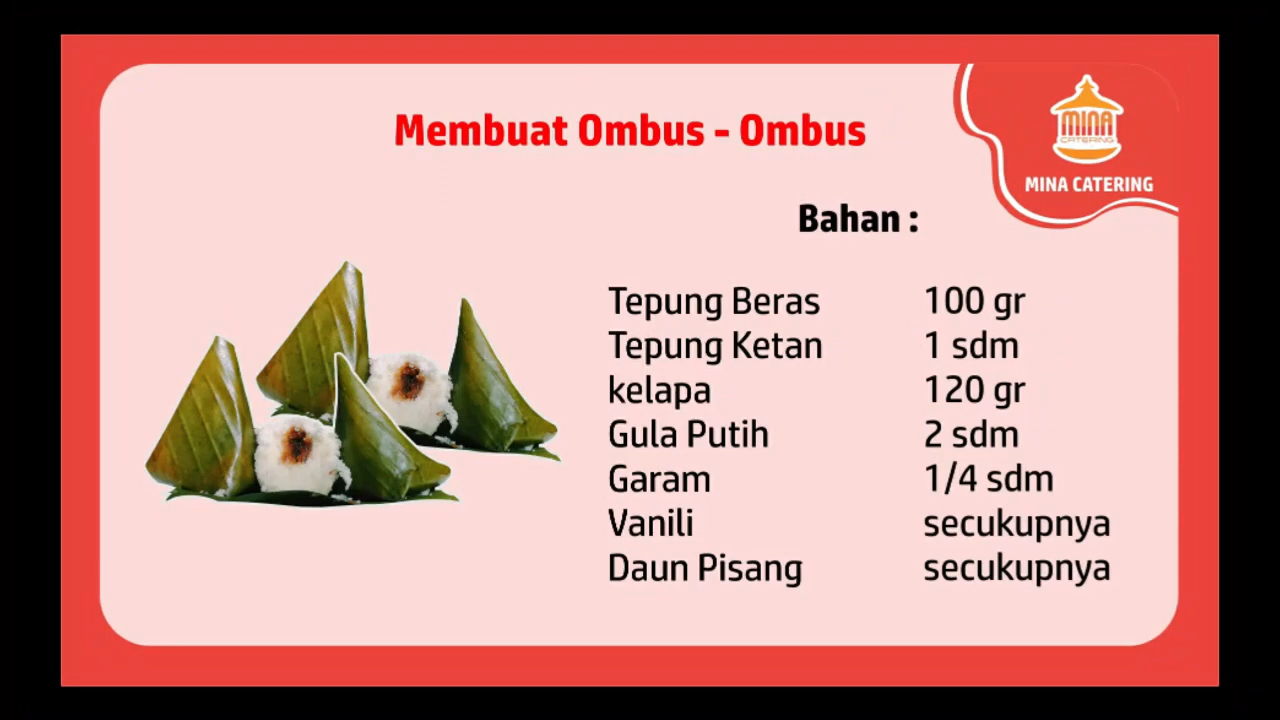 Membuat Ombus - Ombus
MINA
CATERING
MINA CATERING
Bahan :
Tepung Beras 100 gr
Tepung Ketan 1 sdm
kelapa 120 gr
Gula Putih 2 sdm
Garam 1/4 sdm
Vanili secukupnya
Daun Pisang secukupnya